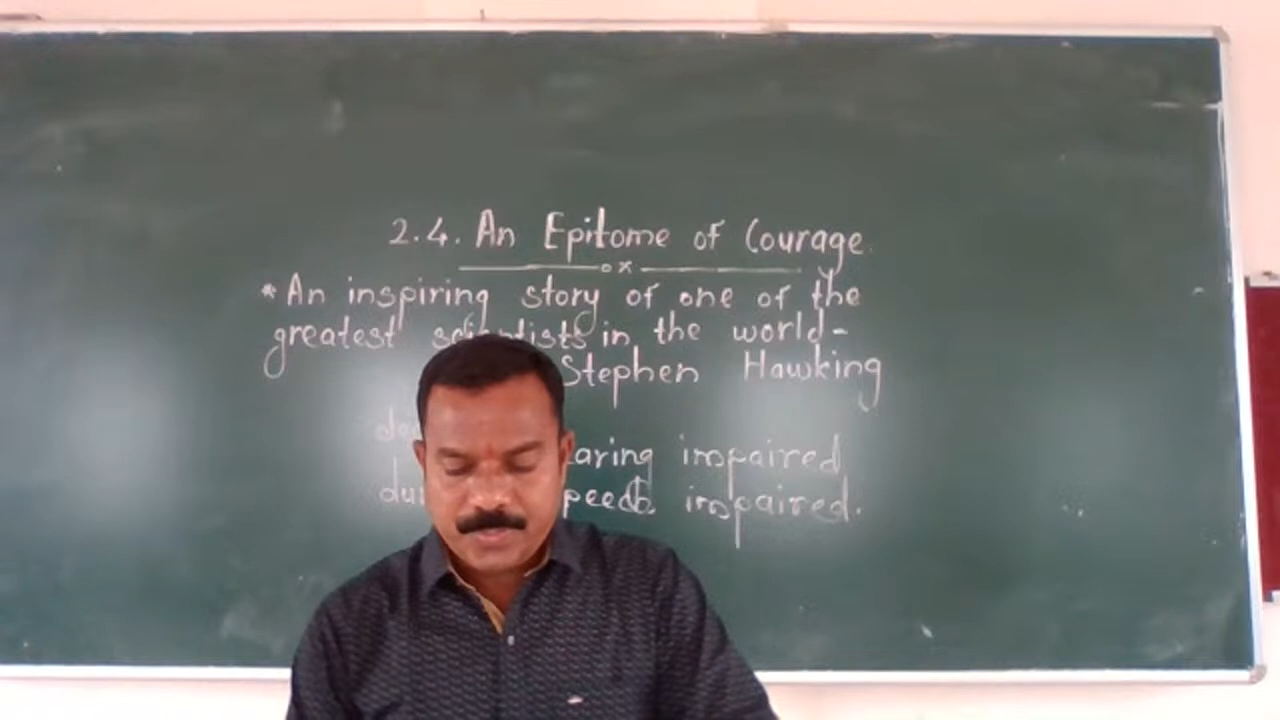 2.4. An Epitome of Courage.
* An inspiring story of one of the
greatest scientists in the world-
Stephen Hawking
impaired
impaired.